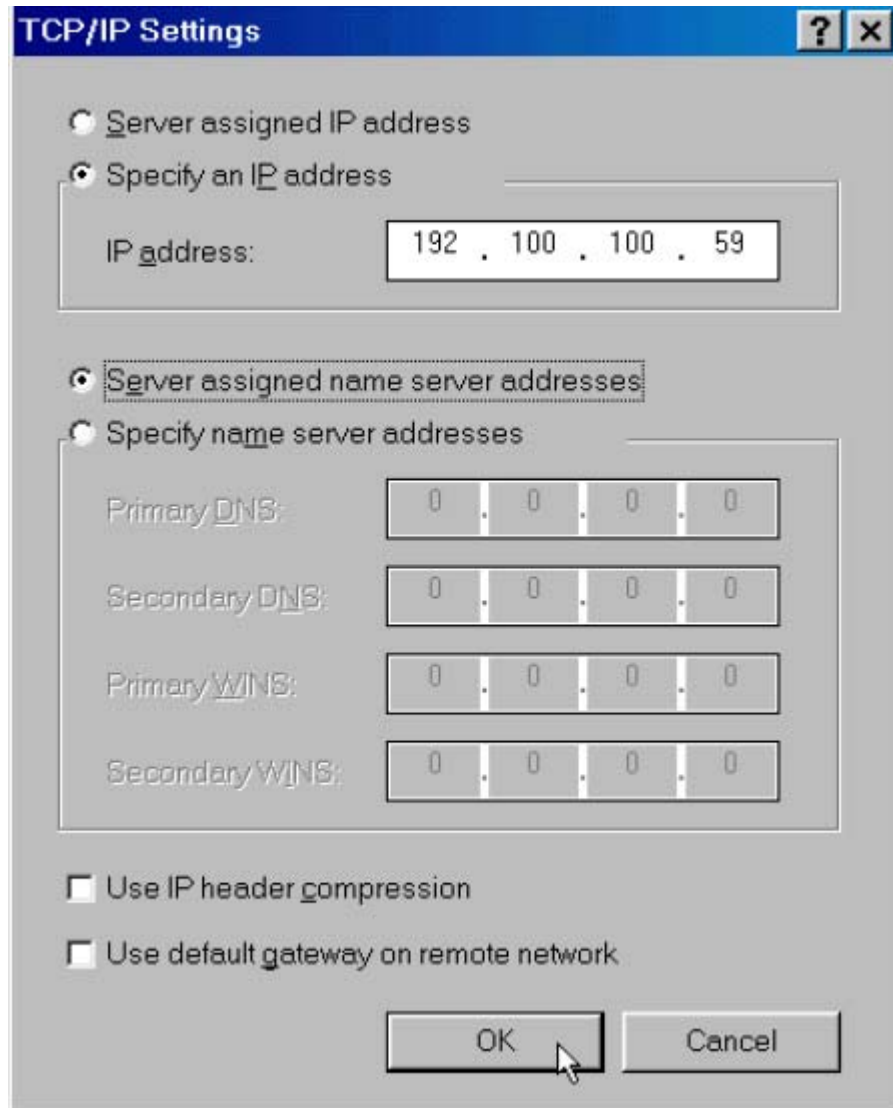 TCP/IP Settings
Server assigned IP address
Specify an IP address
IP address: 192 . 100 . 100 . 59
Server assigned name server addresses
Specify name server addresses
Primary DNS: 0 . 0 . 0 . 0
Secondary DNS: 0 . 0 . 0 . 0
Primary WINS: 0 . 0 . 0 . 0
Secondary WINS: 0 . 0 . 0 . 0
Use IP header compression
Use default gateway on remote network
OK Cancel